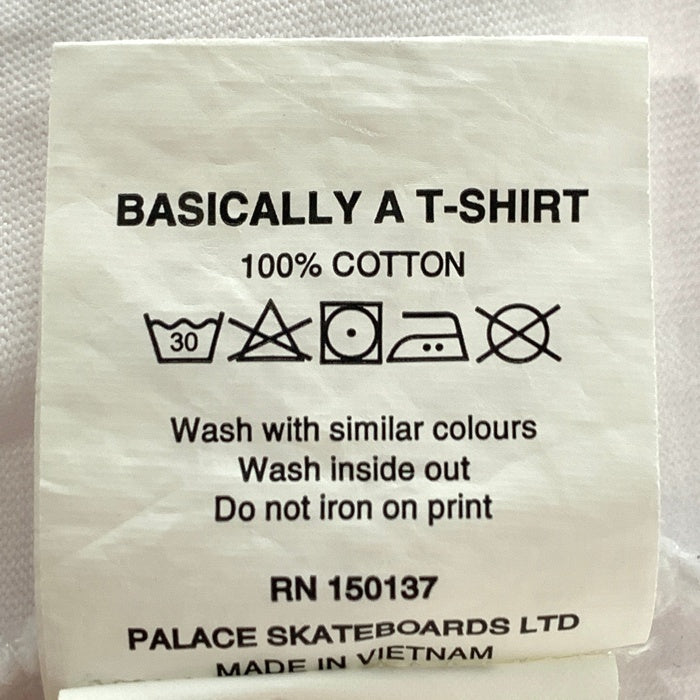 BASICALLY A T-SHIRT
100% COTTON
30
Wash with similar colours
Wash inside out
Do not iron on print
RN 150137
PALACE SKATEBOARDS LTD
MADE IN VIETNAM